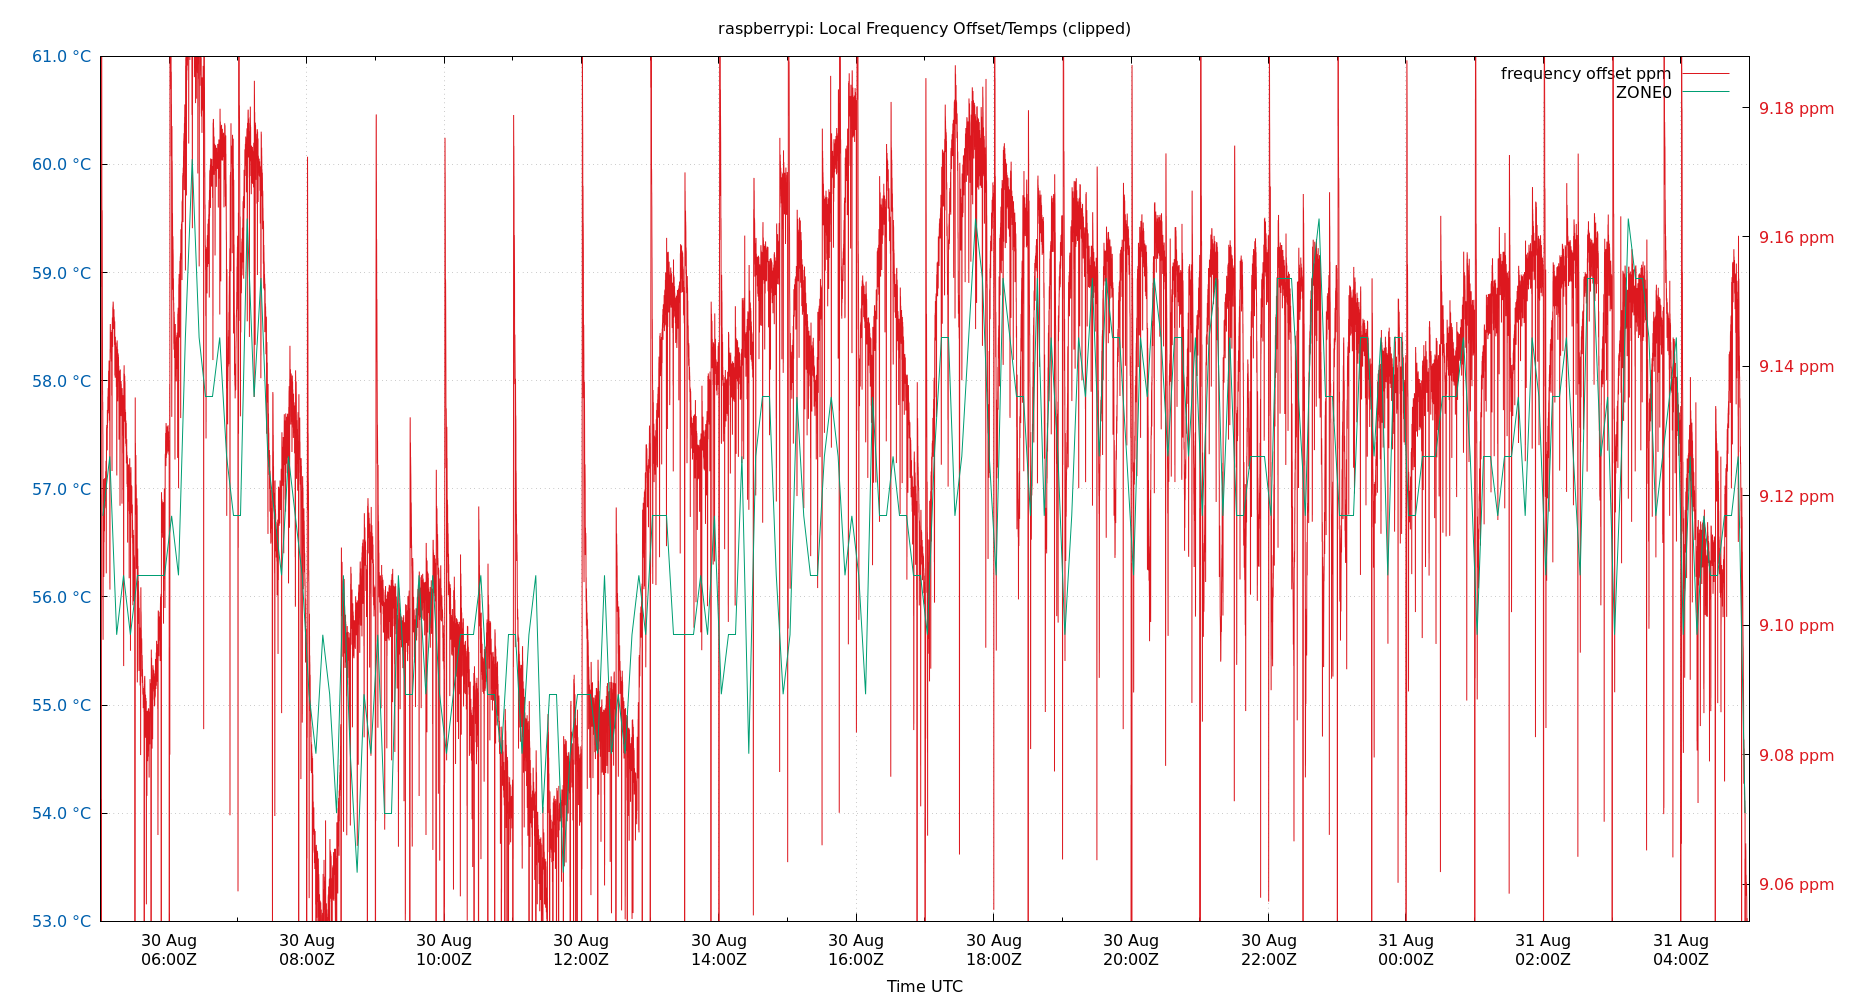 raspberrypi: Local Frequency Offset/Temps (clipped)
frequency offset ppm
ZONE0
61.0 °C
60.0 °C
59.0 °C
58.0 °C
57.0 °C
56.0 °C
55.0 °C
54.0 °C
53.0 °C
9.18 ppm
9.16 ppm
9.14 ppm
9.12 ppm
9.10 ppm
9.08 ppm
9.06 ppm
30 Aug 30 Aug 30 Aug 30 Aug 30 Aug 30 Aug 30 Aug 30 Aug 30 Aug 31 Aug 31 Aug 31 Aug
06:00Z 08:00Z 10:00Z 12:00Z 14:00Z 16:00Z 18:00Z 20:00Z 22:00Z 00:00Z 02:00Z 04:00Z
Time UTC